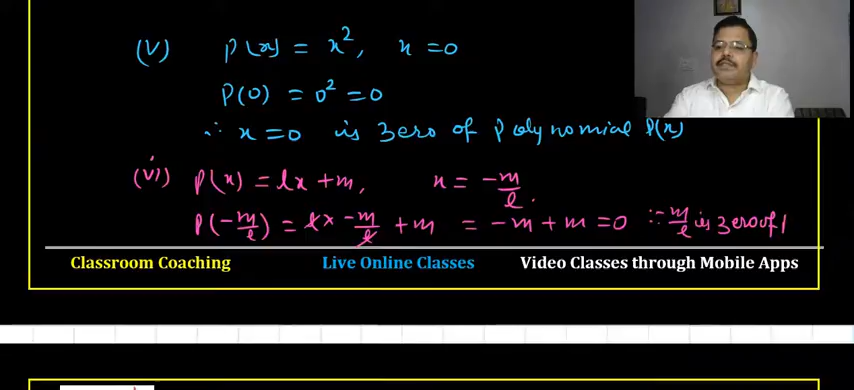 (V) P(x) = x², x = 0
P(0) = 0² = 0
∴ x = 0 is zero of Polynomial P(x)
(vi) P(x) = lx + m, x = -m/l.
P(-m/l) = l × -m/l + m = -m + m = 0 ∴ -m/l is zero of
Classroom Coaching Live Online Classes Video Classes through Mobile Apps